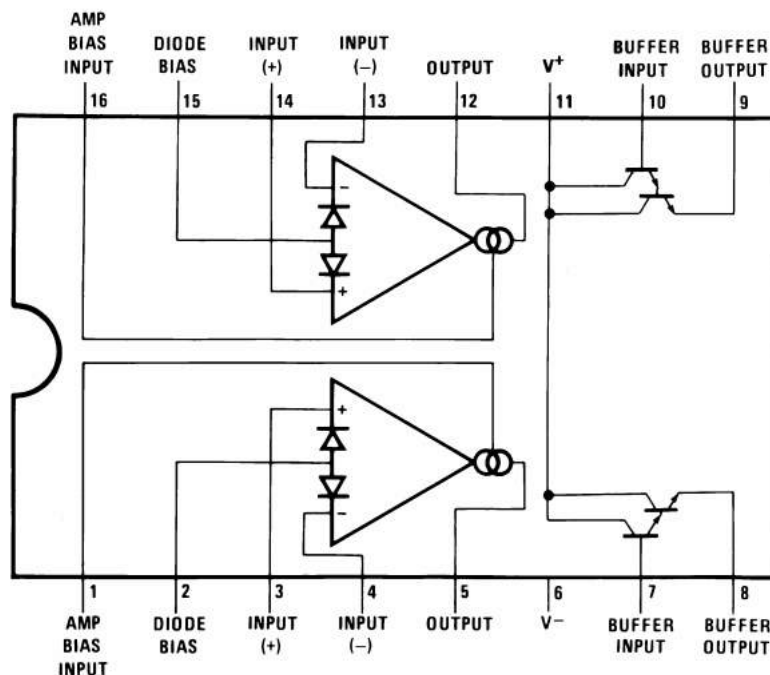 AMP
BIAS DIODE INPUT INPUT BUFFER BUFFER
INPUT BIAS (+) (−) OUTPUT V+ INPUT OUTPUT
16 15 14 13 12 11 10 9
−
+
+
−
1 2 3 4 5 6 7 8
AMP DIODE INPUT INPUT OUTPUT V− BUFFER BUFFER
BIAS BIAS (+) (−) INPUT OUTPUT
INPUT